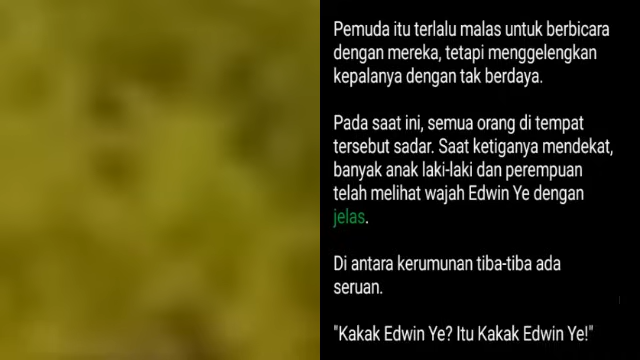 Pemuda itu terlalu malas untuk berbicara
dengan mereka, tetapi menggelengkan
kepalanya dengan tak berdaya.
Pada saat ini, semua orang di tempat
tersebut sadar. Saat ketiganya mendekat,
banyak anak laki-laki dan perempuan
telah melihat wajah Edwin Ye dengan
jelas.
Di antara kerumunan tiba-tiba ada
seruan.
"Kakak Edwin Ye? Itu Kakak Edwin Ye!"